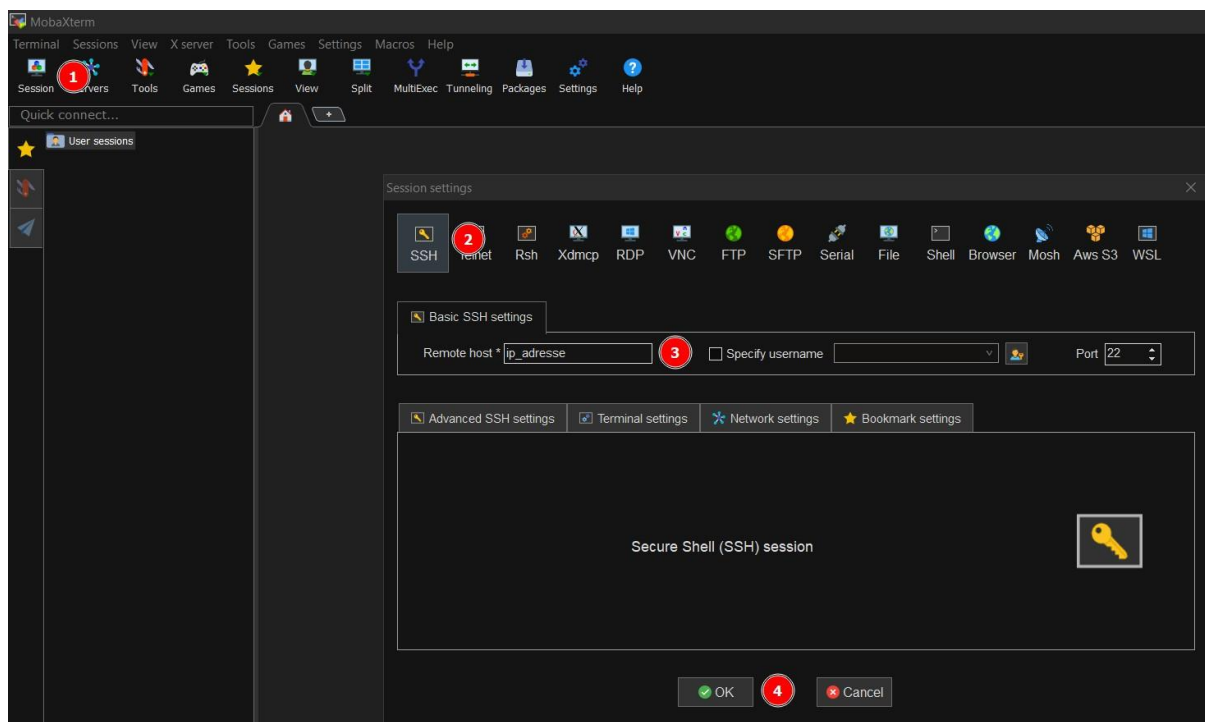 MobaXterm
Terminal Sessions View X server Tools Games Settings Macros Help
1
Session Servers Tools Games Sessions View Split MultiExec Tunneling Packages Settings Help
Quick connect...
User sessions
Session settings
2
SSH Telnet Rsh Xdmcp RDP VNC FTP SFTP Serial File Shell Browser Mosh Aws S3 WSL
Basic SSH settings
Remote host * ip_adresse 3 Specify username Port 22
Advanced SSH settings Terminal settings Network settings Bookmark settings
Secure Shell (SSH) session
OK 4 Cancel